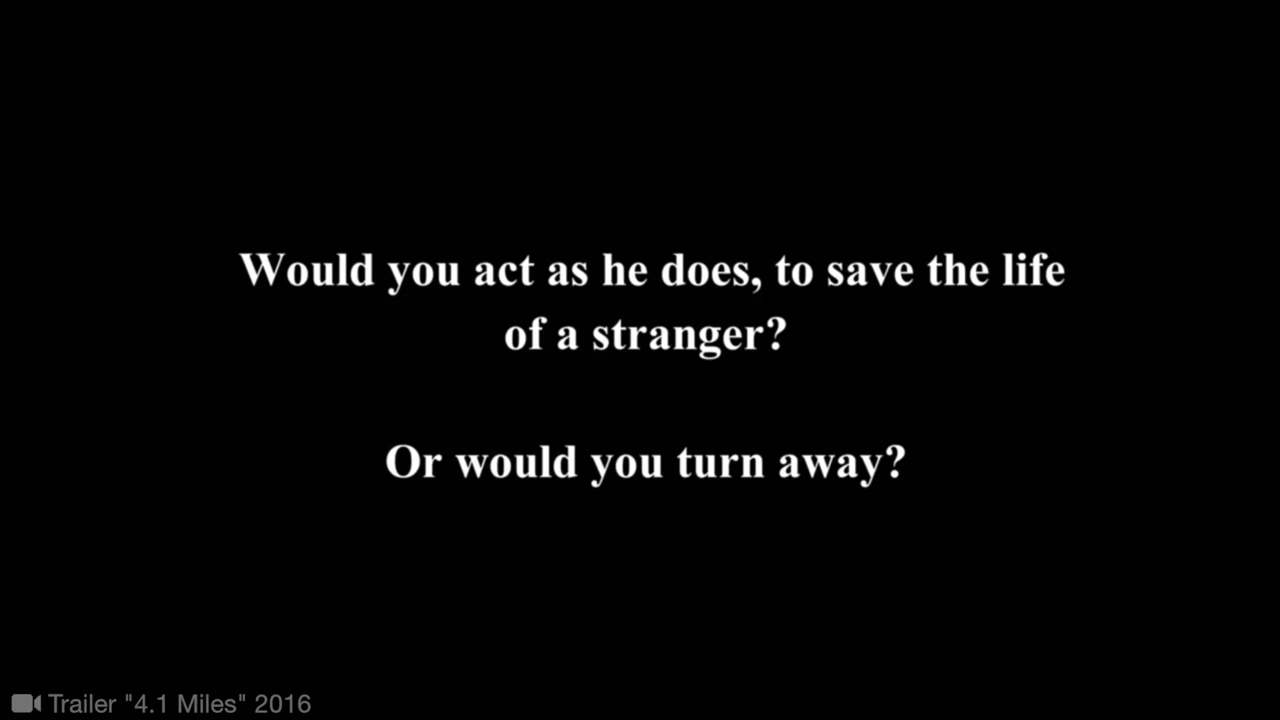 Would you act as he does, to save the life
of a stranger?
Or would you turn away?
Trailer "4.1 Miles" 2016